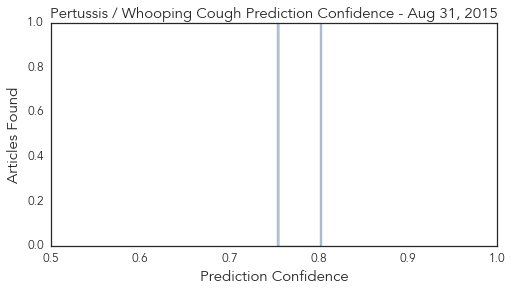 Pertussis / Whooping Cough Prediction Confidence - Aug 31, 2015
1.0
0.8
0.6
0.4
0.2
0.0
Articles Found
0.5 0.6 0.7 0.8 0.9 1.0
Prediction Confidence